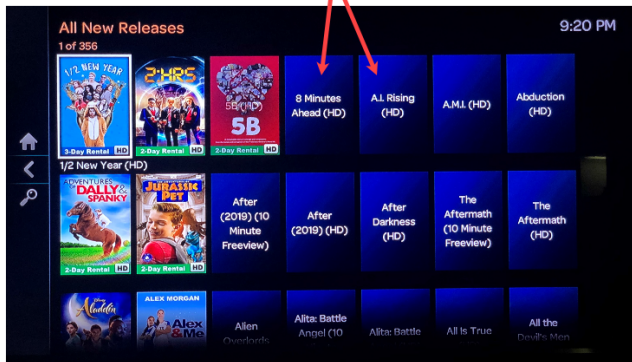 All New Releases
9:20 PM
1 of 356
1/2 NEW YEAR
3-Day Rental HD
2:HRS
2-Day Rental HD
5B (HD)
5B
2-Day Rental HD
8 Minutes
Ahead (HD)
A.I. Rising
(HD)
A.M.I. (HD)
Abduction
(HD)
1/2 New Year (HD)
ADVENTURES
DALLY &
SPANKY
2-Day Rental HD
JURASSIC
PET
2-Day Rental HD
After
(2019) (10
Minute
Freeview)
After
(2019) (HD)
After
Darkness
(HD)
The
Aftermath
(10 Minute
Freeview)
The
Aftermath
(HD)
Disney
Aladdin
ALEX MORGAN
Alex
& Me
Alien
Overlords
Alita: Battle
Angel (10
Alita: Battle
All Is True
All the
Devil's Men